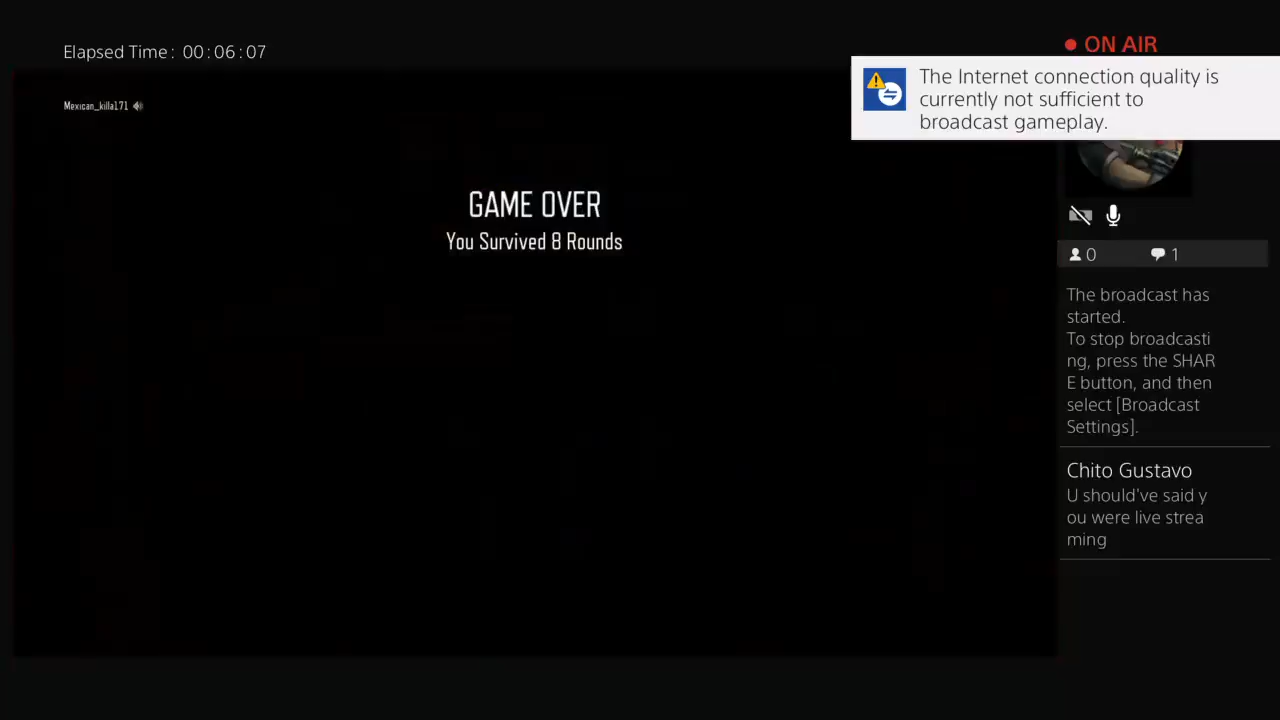 Elapsed Time: 00:06:07
ON AIR
The Internet connection quality is
currently not sufficient to
broadcast gameplay.
Mexican_killa171
GAME OVER
You Survived 8 Rounds
0
1
The broadcast has
started.
To stop broadcasti
ng, press the SHAR
E button, and then
select [Broadcast
Settings].
Chito Gustavo
U should've said y
ou were live strea
ming